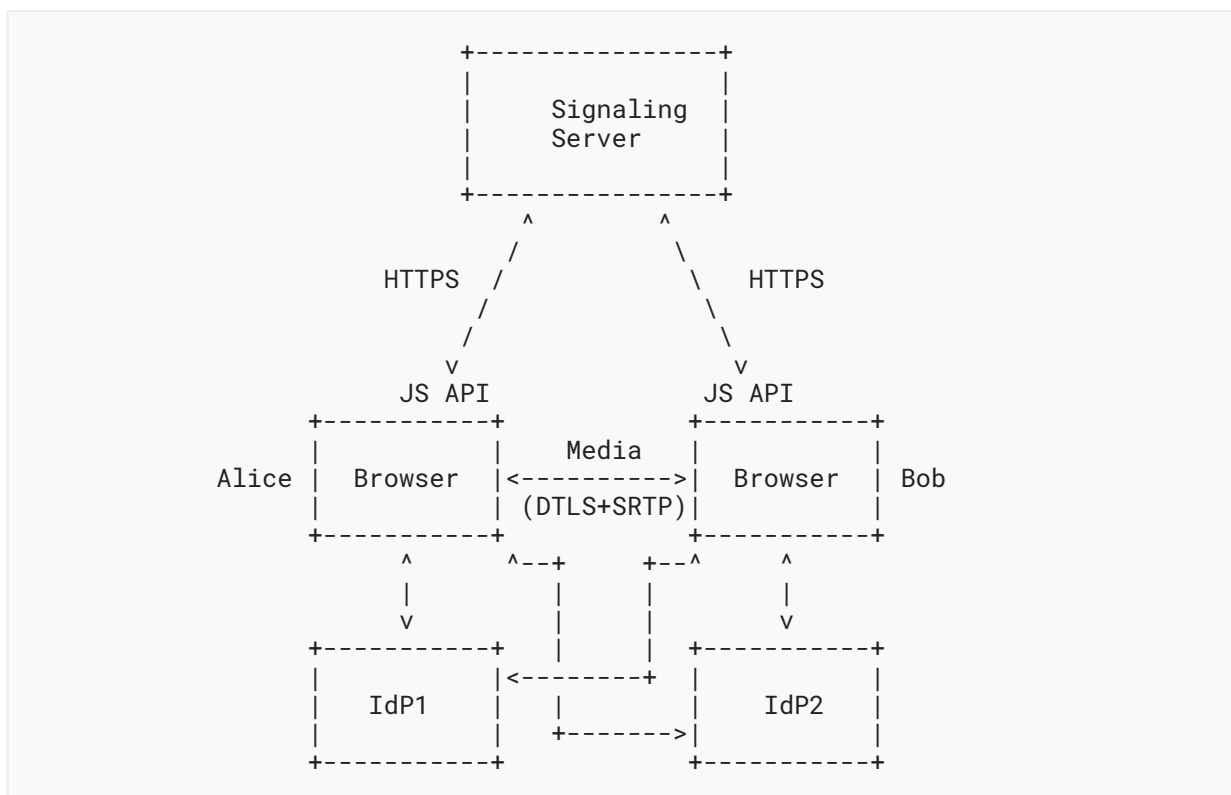 +----------------+
|                |
|     Signaling  |
|     Server     |
|                |
+----------------+
^        ^
/          \
HTTPS  /            \   HTTPS
/              \
/                \
v                  v
JS API              JS API
+-----------+            +-----------+
|           |    Media   |           |
Alice |  Browser  |<---------->|  Browser  | Bob
|           | (DTLS+SRTP)|           |
+-----------+            +-----------+
^      ^--+     +--^     ^
|         |     |        |
v         |     |        v
+-----------+   |     |  +-----------+
|           |<--------+  |           |
|   IdP1    |   |        |    IdP2   |
|           |   +------->|           |
+-----------+            +-----------+